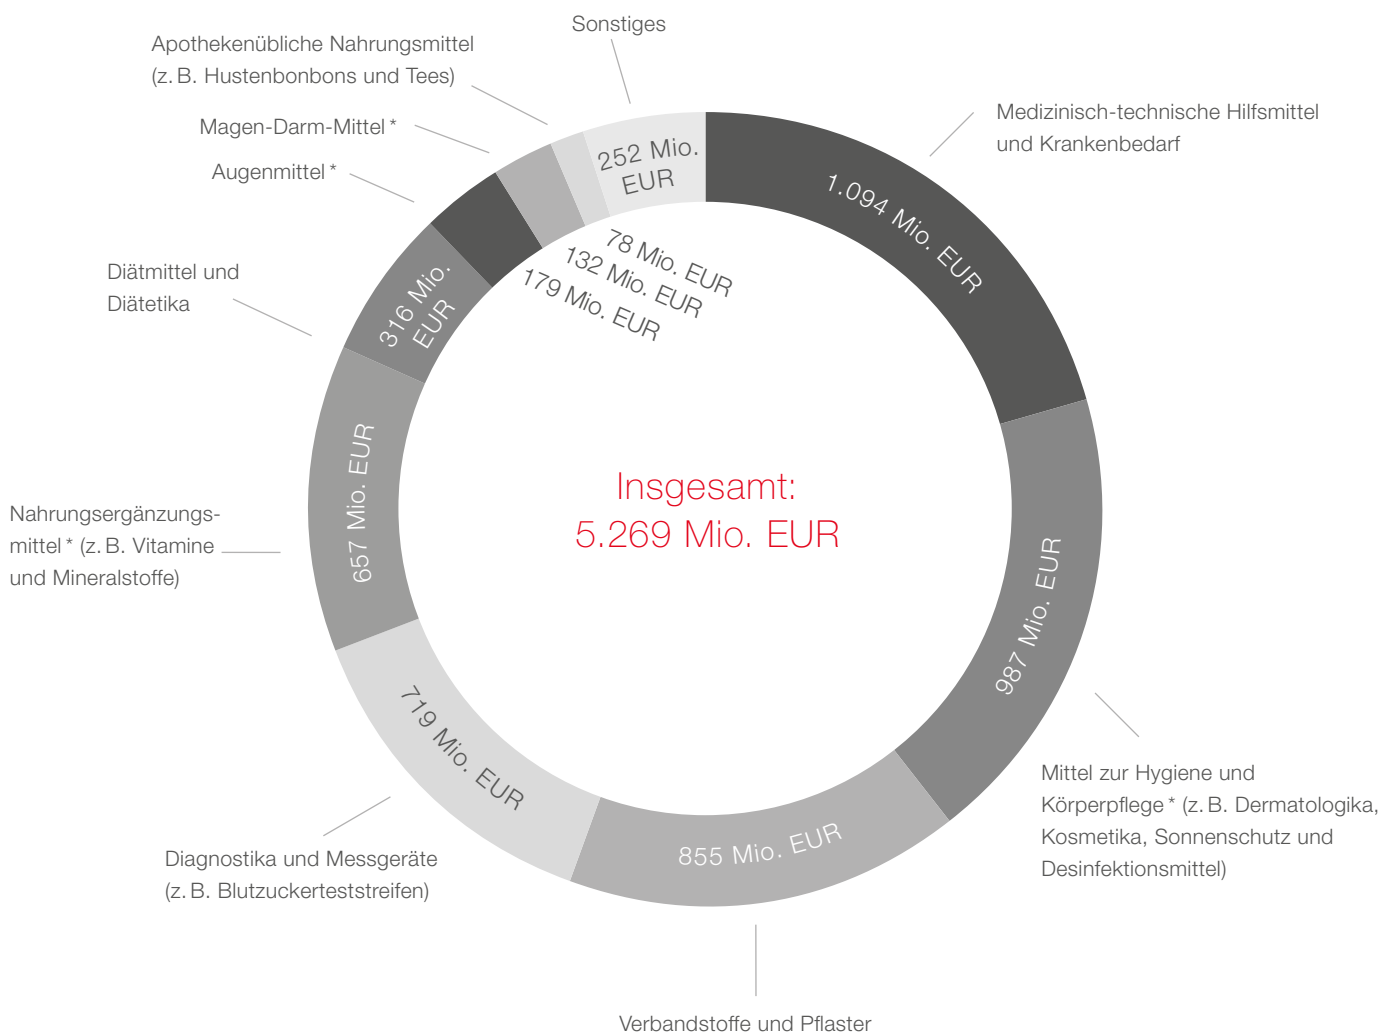 Sonstiges
Apothekenübliche Nahrungsmittel
(z. B. Hustenbonbons und Tees)
Magen-Darm-Mittel *
Augenmittel *
Diätmittel und
Diätetika
Nahrungsergänzungs-
mittel * (z. B. Vitamine
und Mineralstoffe)
Diagnostika und Messgeräte
(z. B. Blutzuckerteststreifen)
Verbandstoffe und Pflaster
Mittel zur Hygiene und
Körperpflege * (z. B. Dermatologika,
Kosmetika, Sonnenschutz und
Desinfektionsmittel)
Medizinisch-technische Hilfsmittel
und Krankenbedarf
252 Mio.
EUR
1.094 Mio. EUR
987 Mio. EUR
855 Mio. EUR
719 Mio. EUR
657 Mio. EUR
316 Mio.
EUR
78 Mio. EUR
132 Mio. EUR
179 Mio. EUR
Insgesamt:
5.269 Mio. EUR